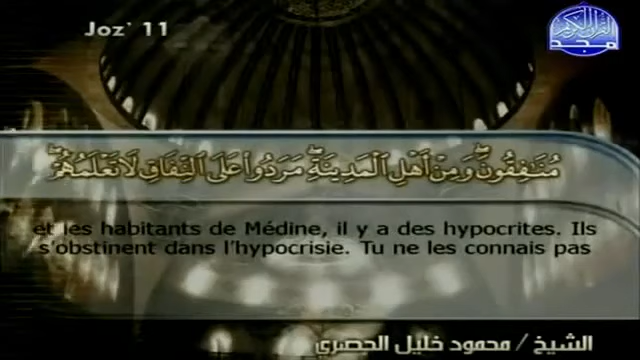 Joz' 11
القرآن الكريم
مجد
مُنَٰفِقُونَ ۖ وَمِنْ أَهْلِ ٱلْمَدِينَةِ ۖ مَرَدُوا۟ عَلَى ٱلنِّفَاقِ لَا تَعْلَمُهُمْ ۖ
et les habitants de Médine, il y a des hypocrites. Ils
s'obstinent dans l'hypocrisie. Tu ne les connais pas
الشيخ / محمود خليل الحصري